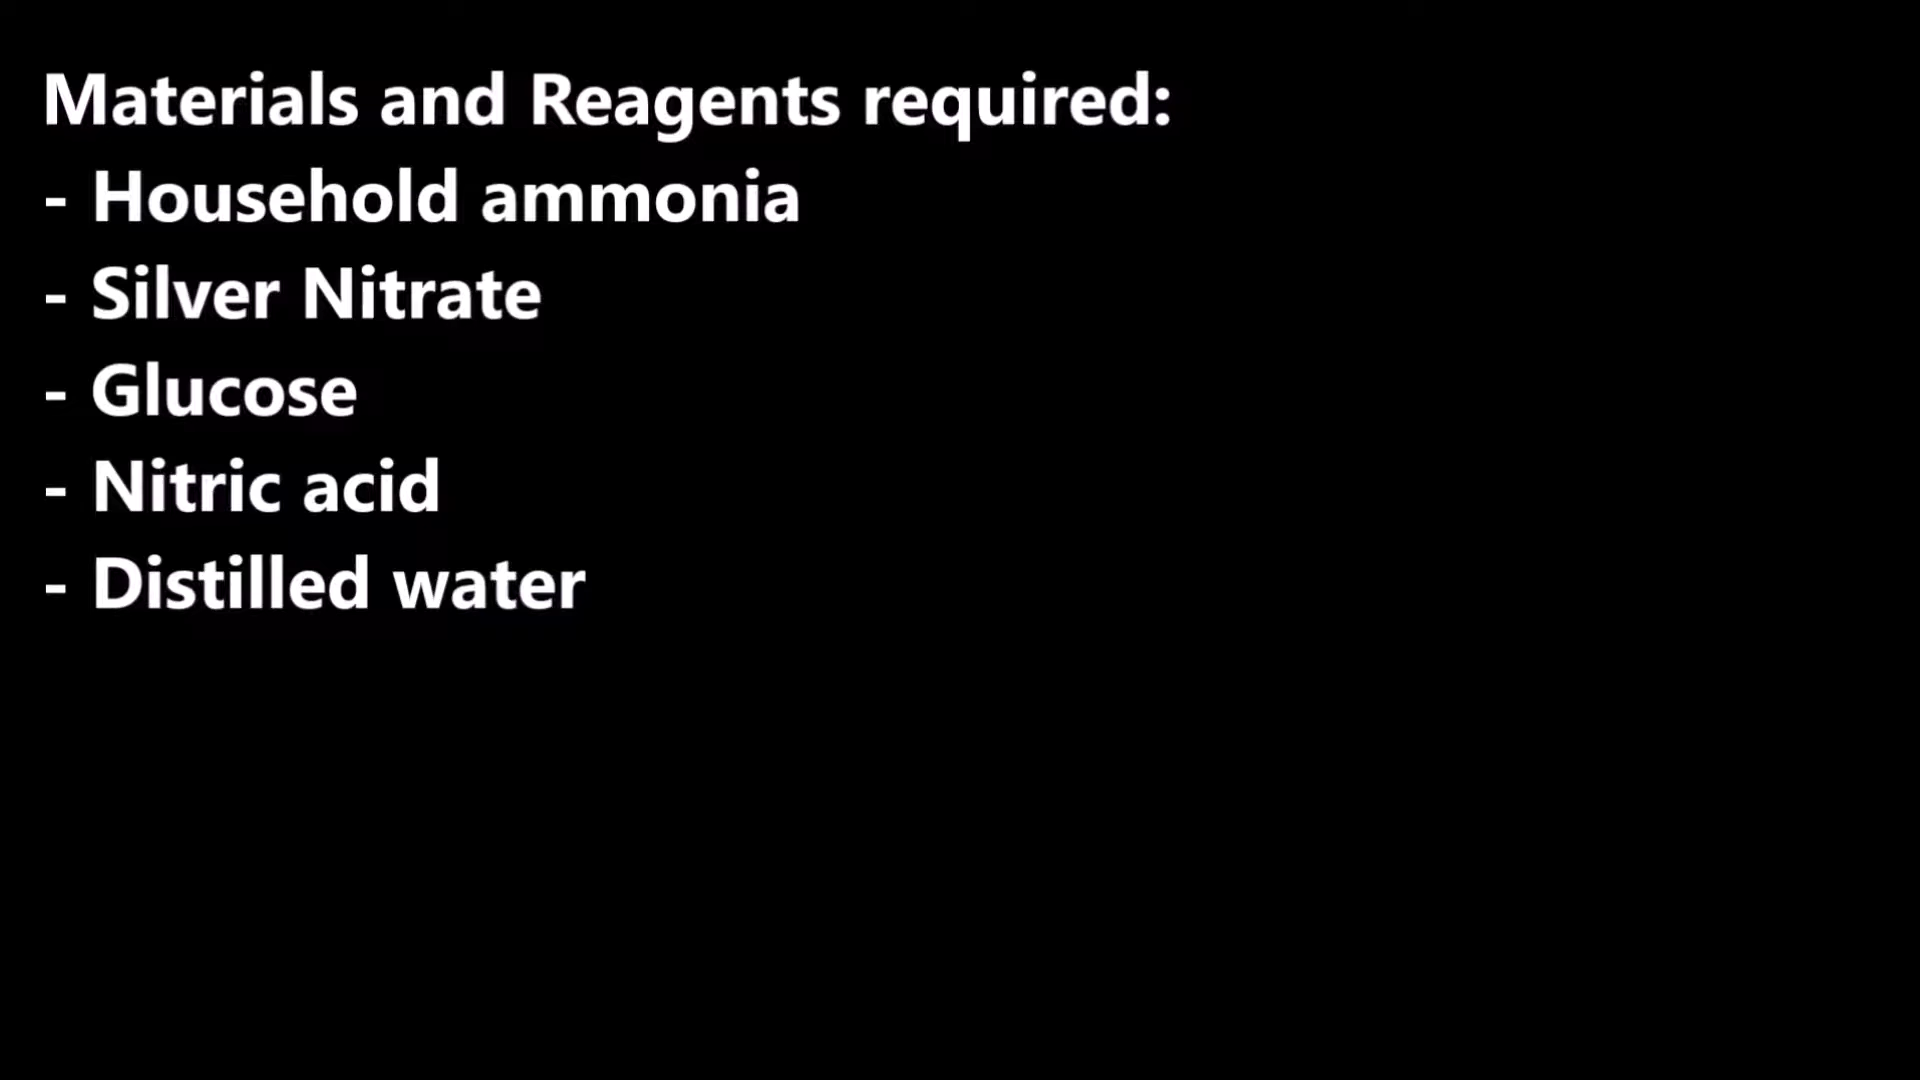 Materials and Reagents required:
- Household ammonia
- Silver Nitrate
- Glucose
- Nitric acid
- Distilled water